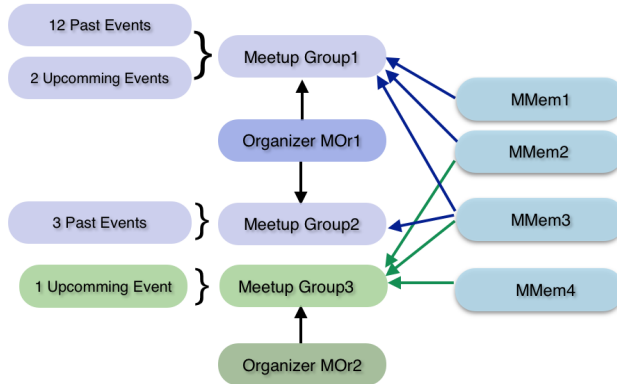 12 Past Events
2 Upcomming Events
Meetup Group1
MMem1
Organizer MOr1
MMem2
3 Past Events
Meetup Group2
MMem3
1 Upcomming Event
Meetup Group3
MMem4
Organizer MOr2